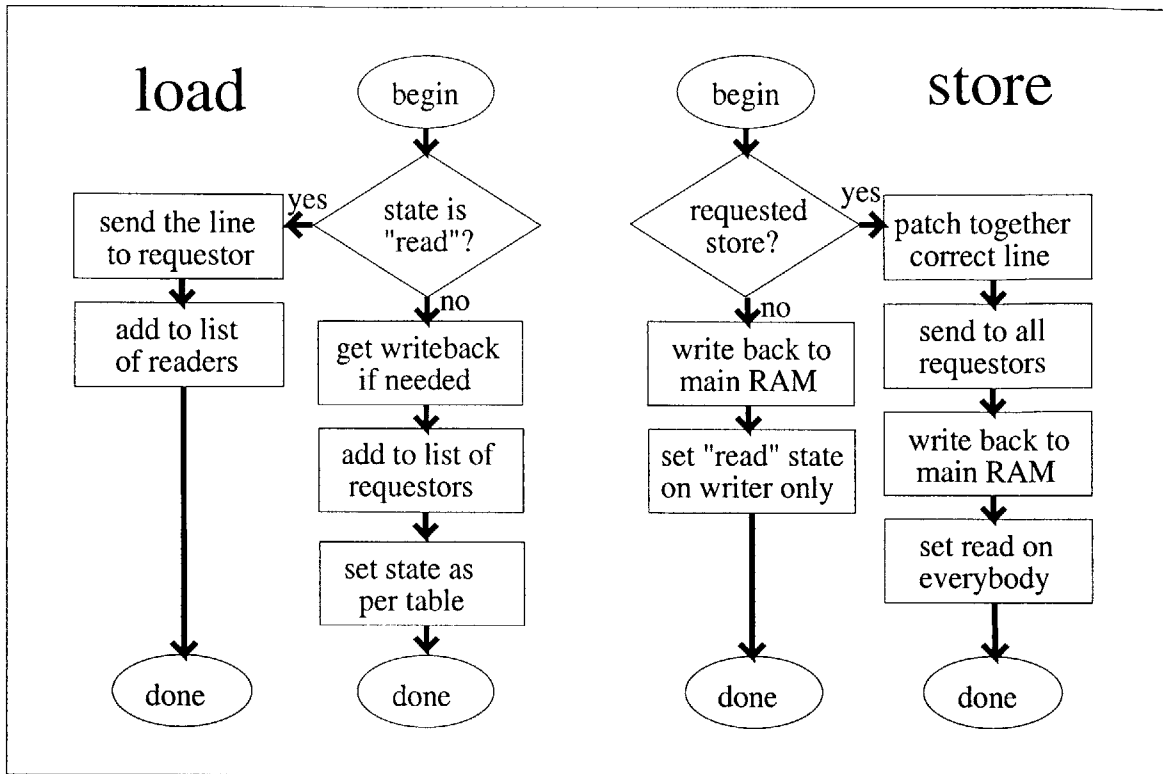 load
begin
yes
state is
"read"?
send the line
to requestor
add to list
of readers
done
no
get writeback
if needed
add to list of
requestors
set state as
per table
done
store
begin
requested
store?
yes
patch together
correct line
send to all
requestors
write back to
main RAM
set read on
everybody
done
no
write back to
main RAM
set "read" state
on writer only
done